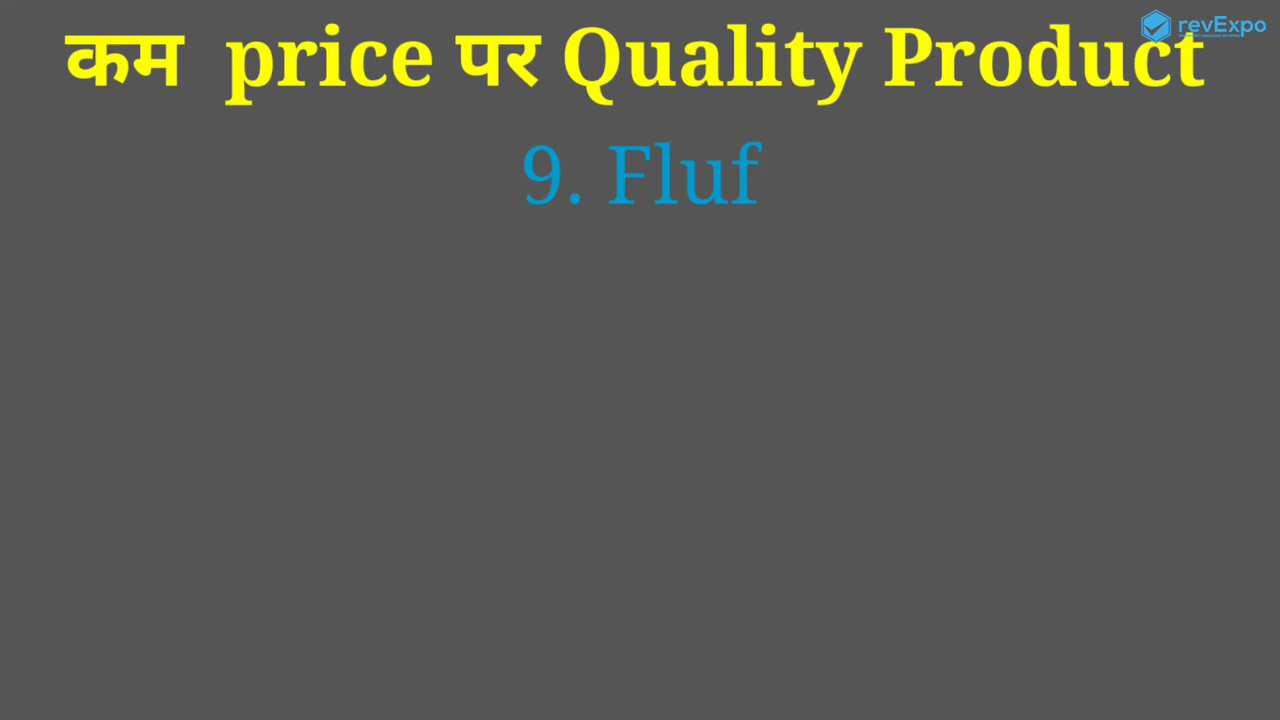 revExpo
कम price पर Quality Product
9. Fluf